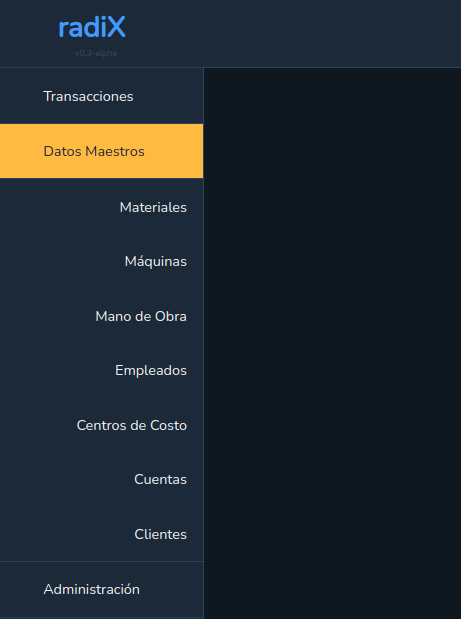 radiX
v0.3-alpha
Transacciones
Datos Maestros
Materiales
Máquinas
Mano de Obra
Empleados
Centros de Costo
Cuentas
Clientes
Administración